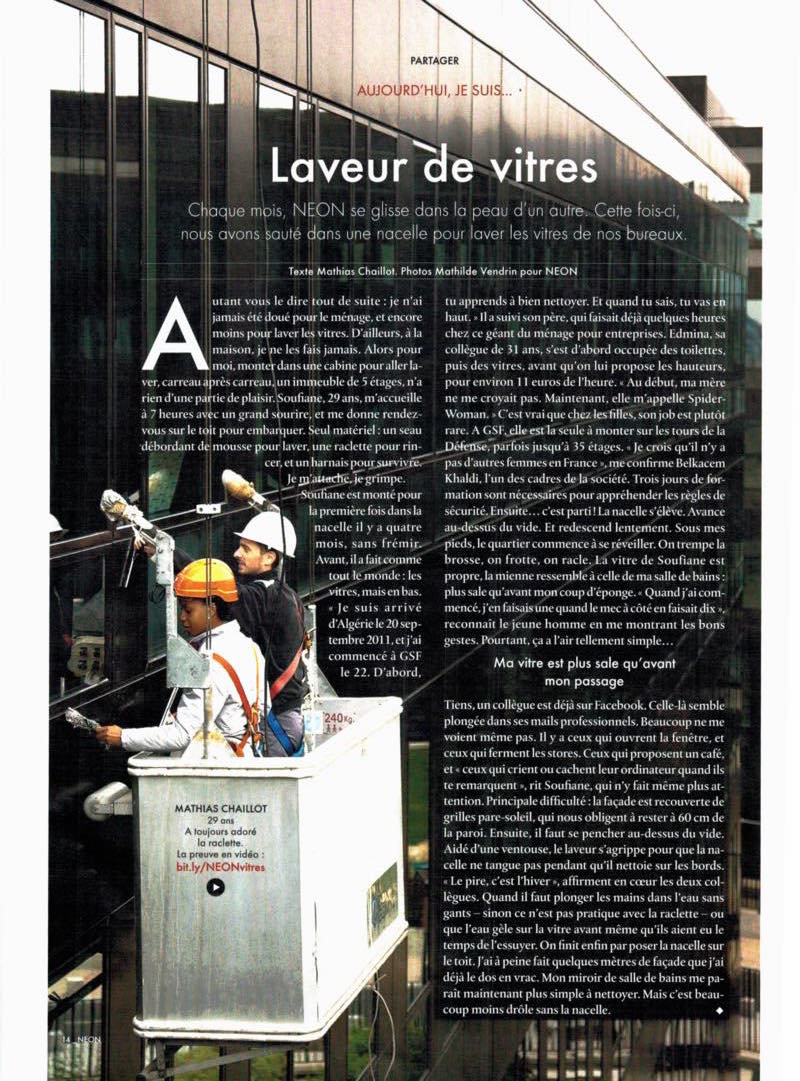 PARTAGER
AUJOURD'HUI, JE SUIS...
Laveur de vitres
Chaque mois, NEON se glisse dans la peau d'un autre. Cette fois-ci,
nous avons sauté dans une nacelle pour laver les vitres de nos bureaux.
Texte Mathias Chaillot. Photos Mathilde Vendrin pour NEON
Autant vous le dire tout de suite : je n'ai
jamais été doué pour le ménage, et encore
moins pour laver les vitres. D'ailleurs, à la
maison, je ne les fais jamais. Alors pour
moi, monter dans une cabine pour aller la-
ver, carreau après carreau, un immeuble de 5 étages, n'a
rien d'une partie de plaisir. Soufiane, 29 ans, m'accueille
à 7 heures avec un grand sourire, et me donne rendez-
vous sur le toit pour embarquer. Seul matériel : un seau
débordant de mousse pour laver, une raclette pour rin-
cer, et un harnais pour survivre.
Je m'attache, je grimpe.
Soufiane est monté pour
la première fois dans la
nacelle il y a quatre
mois, sans frémir.
Avant, il a fait comme
tout le monde : les
vitres, mais en bas.
« Je suis arrivé
d'Algérie le 20 sep-
tembre 2011, et j'ai
commencé à GSF
le 22. D'abord,
tu apprends à bien nettoyer. Et quand tu sais, tu vas en
haut. » Il a suivi son père, qui faisait déjà quelques heures
chez ce géant du ménage pour entreprises. Edmina, sa
collègue de 31 ans, s'est d'abord occupée des toilettes,
puis des vitres, avant qu'on lui propose les hauteurs,
pour environ 11 euros de l'heure. « Au début, ma mère
ne me croyait pas. Maintenant, elle m'appelle Spider-
Woman. » C'est vrai que chez les filles, son job est plutôt
rare. A GSF, elle est la seule à monter sur les tours de la
Défense, parfois jusqu'à 35 étages. « Je crois qu'il n'y a
pas d'autres femmes en France », me confirme Belkacem
Khaldi, l'un des cadres de la société. Trois jours de for-
mation sont nécessaires pour appréhender les règles de
sécurité. Ensuite... c'est parti ! La nacelle s'élève. Avance
au-dessus du vide. Et redescend lentement. Sous mes
pieds, le quartier commence à se réveiller. On trempe la
brosse, on frotte, on racle. La vitre de Soufiane est
propre, la mienne ressemble à celle de ma salle de bains :
plus sale qu'avant mon coup d'éponge. « Quand j'ai com-
mencé, j'en faisais une quand le mec à côté en faisait dix »,
reconnaît le jeune homme en me montrant les bons
gestes. Pourtant, ça a l'air tellement simple...
Ma vitre est plus sale qu'avant
mon passage
Tiens, un collègue est déjà sur Facebook. Celle-là semble
plongée dans ses mails professionnels. Beaucoup ne me
voient même pas. Il y a ceux qui ouvrent la fenêtre, et
ceux qui ferment les stores. Ceux qui proposent un café,
et « ceux qui crient ou cachent leur ordinateur quand ils
te remarquent », rit Soufiane, qui n'y fait même plus at-
tention. Principale difficulté : la façade est recouverte de
grilles pare-soleil, qui nous obligent à rester à 60 cm de
la paroi. Ensuite, il faut se pencher au-dessus du vide.
Aidé d'une ventouse, le laveur s'agrippe pour que la na-
celle ne tangue pas pendant qu'il nettoie sur les bords.
« Le pire, c'est l'hiver », affirment en cœur les deux col-
lègues. Quand il faut plonger les mains dans l'eau sans
gants – sinon ce n'est pas pratique avec la raclette – ou
que l'eau gèle sur la vitre avant même qu'ils aient eu le
temps de l'essuyer. On finit enfin par poser la nacelle sur
le toit. J'ai à peine fait quelques mètres de façade que j'ai
déjà le dos en vrac. Mon miroir de salle de bains me pa-
raît maintenant plus simple à nettoyer. Mais c'est beau-
coup moins drôle sans la nacelle.
240Kg
MATHIAS CHAILLOT
29 ans
A toujours adoré
la raclette.
La preuve en vidéo :
bit.ly/NEONvitres
14 _ NEON